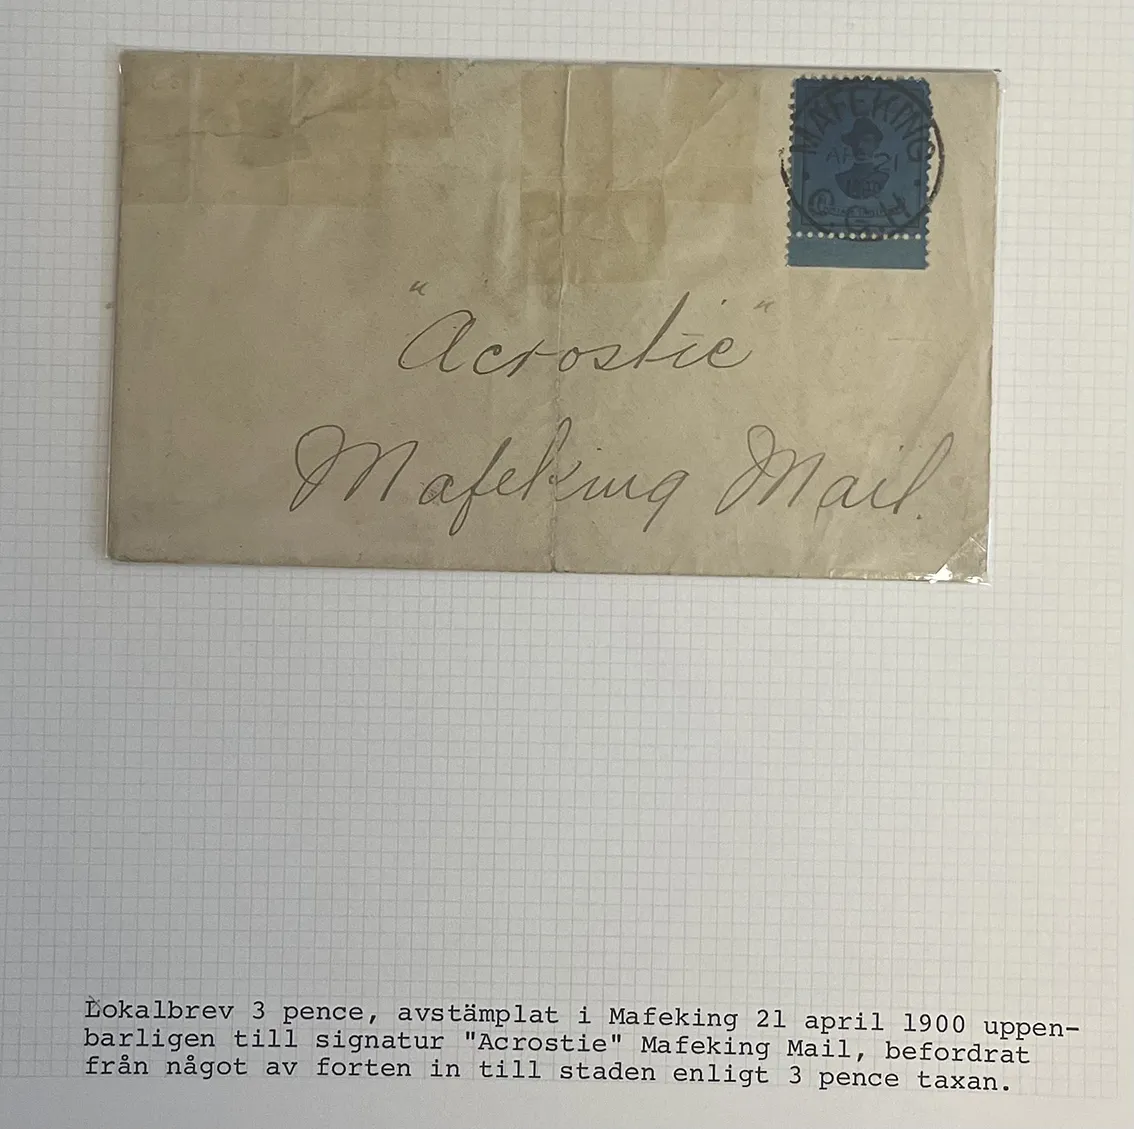 MAFEKING
AP 21
1900
C.G.H
"Acrostic"
Mafeking Mail.
Lokalbrev 3 pence, avstämplat i Mafeking 21 april 1900 uppen-
barligen till signatur "Acrostie" Mafeking Mail, befordrat
från något av forten in till staden enligt 3 pence taxan.